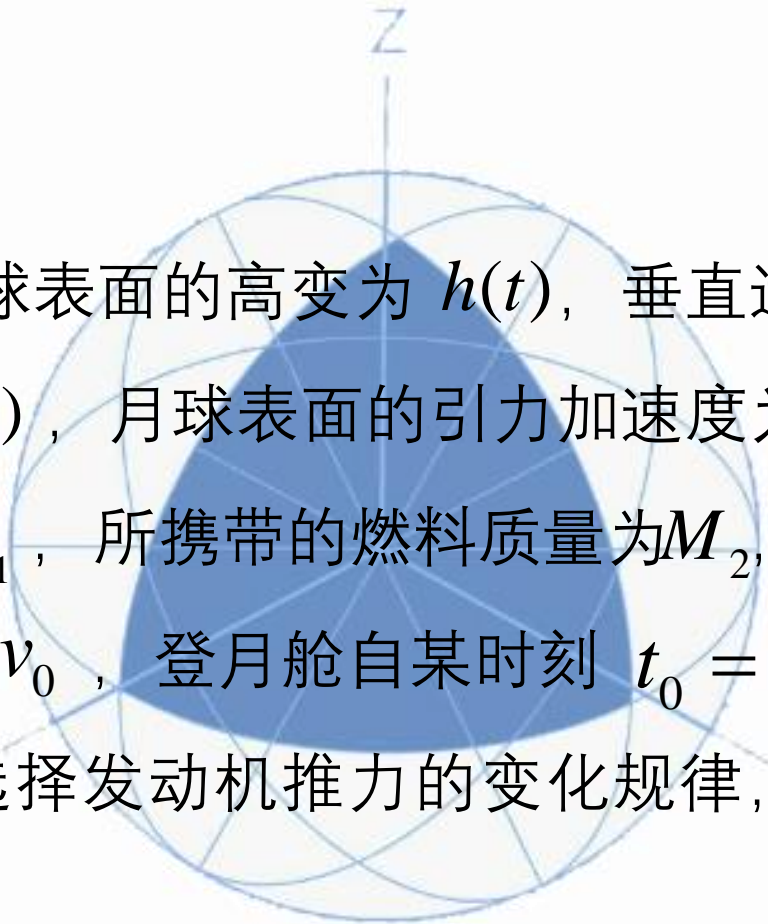 Z
球表面的高变为 h(t), 垂直
), 月球表面的引力加速度
1, 所携带的燃料质量为M2,
v0, 登月舱自某时刻 t0 =
选择发动机推力的变化规律,